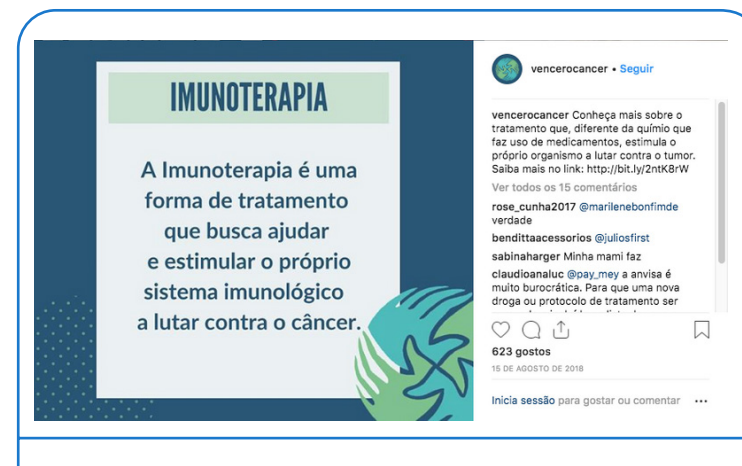 IMUNOTERAPIA
A Imunoterapia é uma
forma de tratamento
que busca ajudar
e estimular o próprio
sistema imunológico
a lutar contra o câncer.
vencerocancer • Seguir
vencerocancer Conheça mais sobre o
tratamento que, diferente da químio que
faz uso de medicamentos, estimula o
próprio organismo a lutar contra o tumor.
Saiba mais no link: http://bit.ly/2ntK8rW
Ver todos os 15 comentários
rose_cunha2017 @marilenebonfimde
verdade
bendittaacessorios @juliosfirst
sabinaharger Minha mami faz
claudioanaluc @pay_mey a anvisa é
muito burocrática. Para que uma nova
droga ou protocolo de tratamento ser
623 gostos
15 DE AGOSTO DE 2018
Inicia sessão para gostar ou comentar